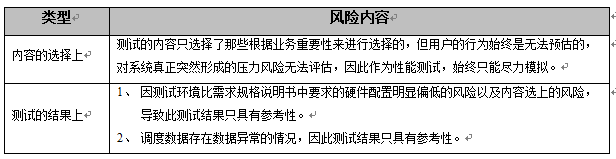 类型 风险内容
内容的选择上
测试的内容只选择了那些根据业务重要性来进行选择的，但用户的行为始终是无法预估的，
对系统真正突然形成的压力风险无法评估，因此作为性能测试，始终只能尽力模拟。
测试的结果上
1、 因测试环境比需求规格说明书中要求的硬件配置明显偏低的风险以及内容选上的风险，
导致此测试结果只具有参考性。
2、 调度数据存在数据异常的情况，因此测试结果只具有参考性。